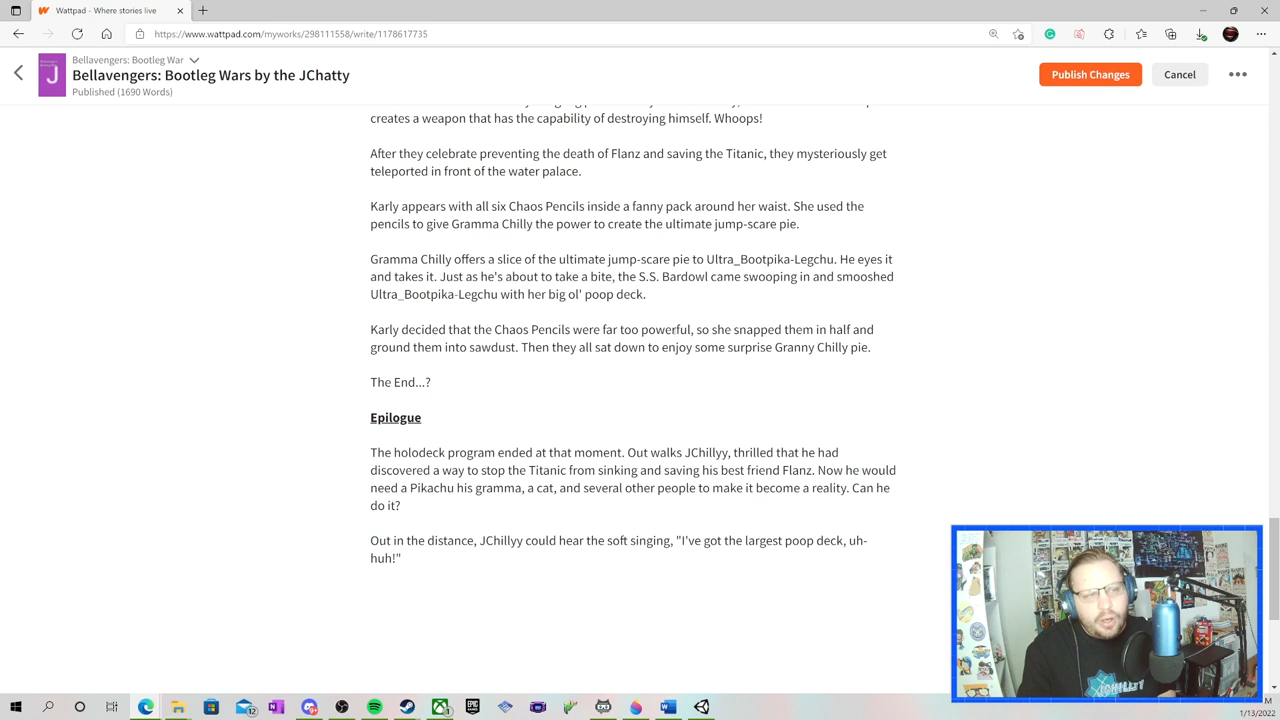 Wattpad - Where stories live
https://www.wattpad.com/myworks/298111558/write/1178617735
Bellavengers: Bootleg War
Bellavengers: Bootleg Wars by the JChatty
Published (1690 Words)
Publish Changes
Cancel
J
creates a weapon that has the capability of destroying himself. Whoops!
After they celebrate preventing the death of Flanz and saving the Titanic, they mysteriously get
teleported in front of the water palace.
Karly appears with all six Chaos Pencils inside a fanny pack around her waist. She used the
pencils to give Gramma Chilly the power to create the ultimate jump-scare pie.
Gramma Chilly offers a slice of the ultimate jump-scare pie to Ultra_Bootpika-Legchu. He eyes it
and takes it. Just as he's about to take a bite, the S.S. Bardowl came swooping in and smooshed
Ultra_Bootpika-Legchu with her big ol' poop deck.
Karly decided that the Chaos Pencils were far too powerful, so she snapped them in half and
ground them into sawdust. Then they all sat down to enjoy some surprise Granny Chilly pie.
The End...?
Epilogue
The holodeck program ended at that moment. Out walks JChillyy, thrilled that he had
discovered a way to stop the Titanic from sinking and saving his best friend Flanz. Now he would
need a Pikachu his gramma, a cat, and several other people to make it become a reality. Can he
do it?
Out in the distance, JChillyy could hear the soft singing, "I've got the largest poop deck, uh-
huh!"
JCHILLYY
12
EPIC
M
1/13/2022